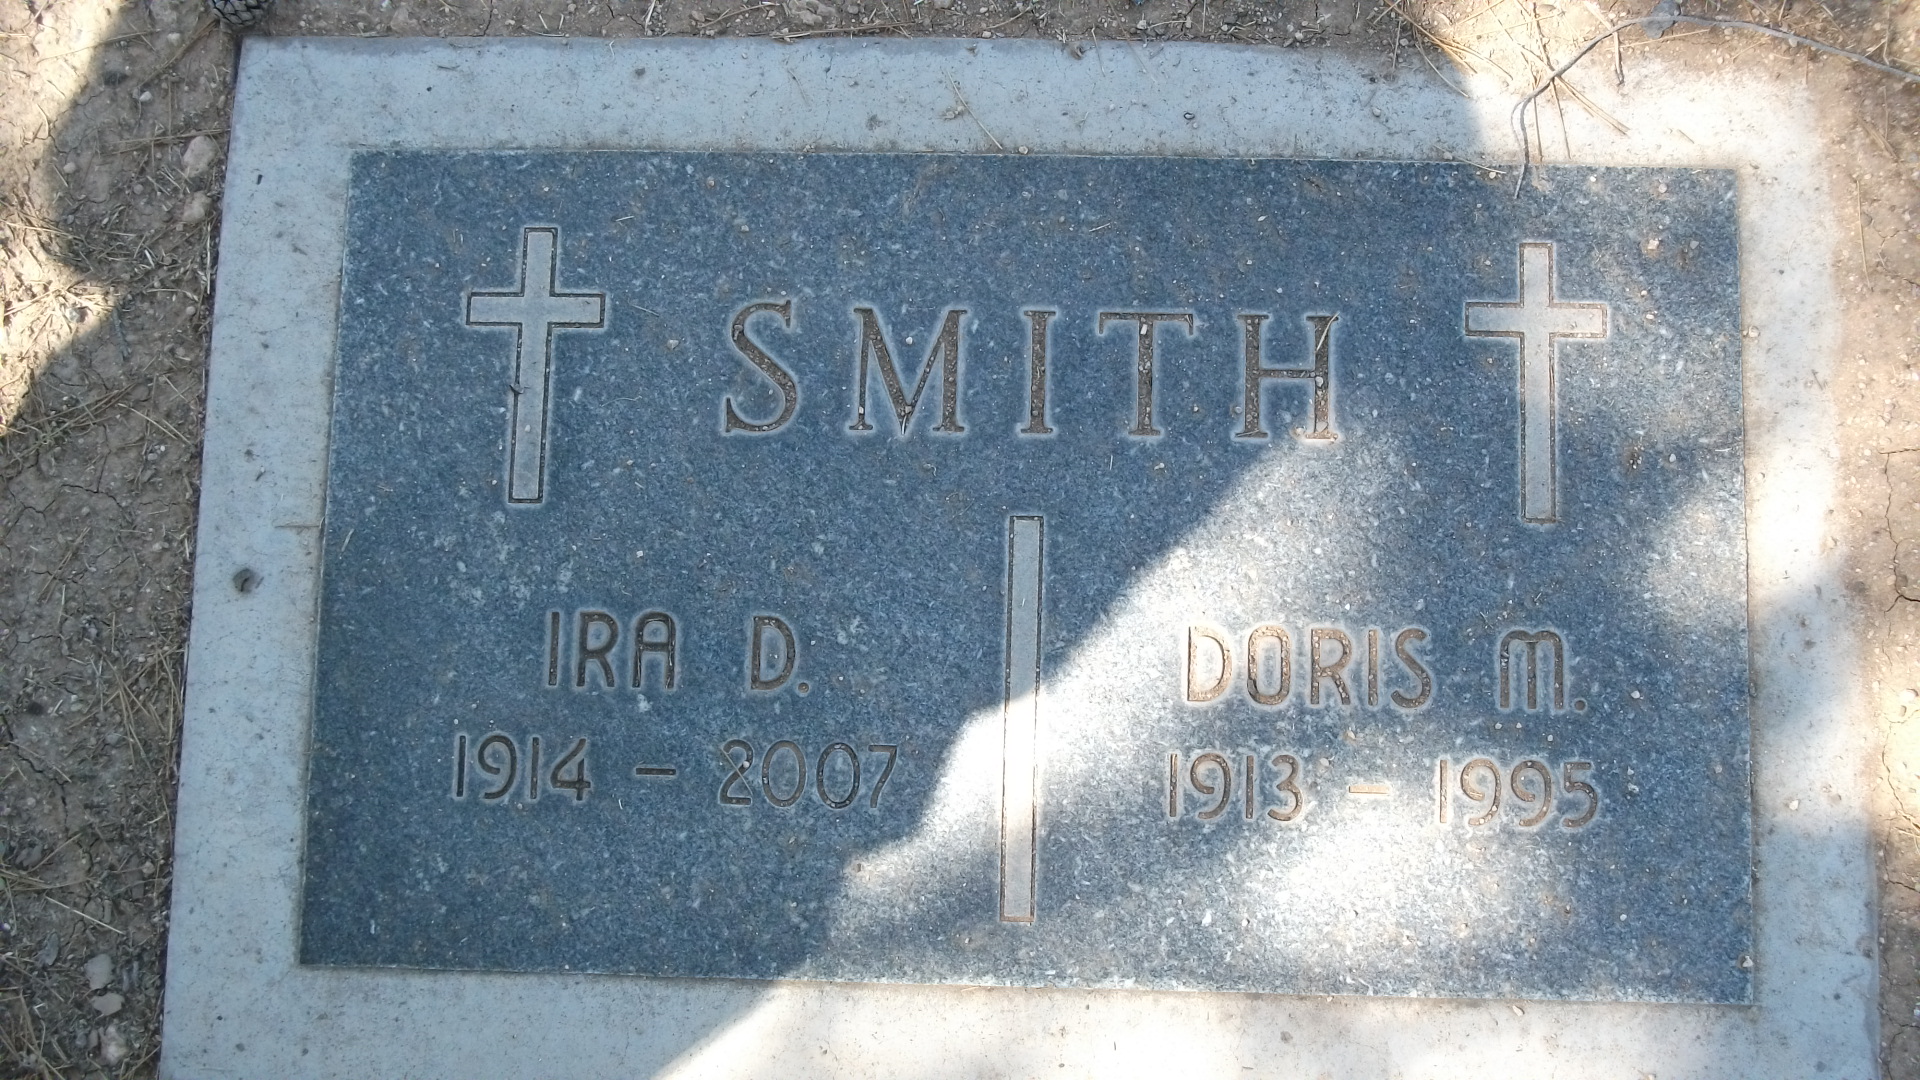 SMITH
IRA D.
1914 - 2007
DORIS M.
1913 - 1995